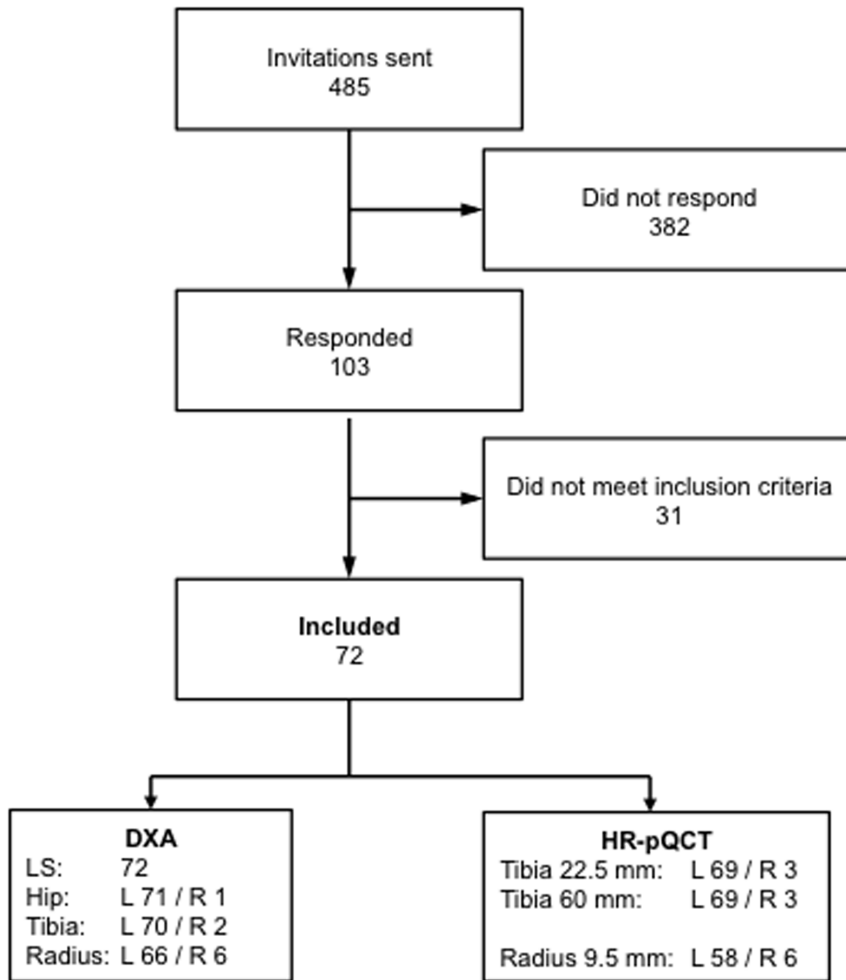 Invitations sent
485
Did not respond
382
Responded
103
Did not meet inclusion criteria
31
Included
72
DXA
LS: 72
Hip: L 71 / R 1
Tibia: L 70 / R 2
Radius: L 66 / R 6
HR-pQCT
Tibia 22.5 mm: L 69 / R 3
Tibia 60 mm: L 69 / R 3
Radius 9.5 mm: L 58 / R 6